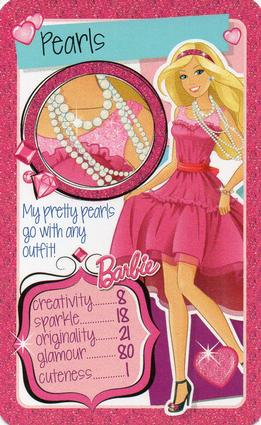 Pearls
My pretty pearls
go with any
outfit!
Barbie
creativity.....8
sparkle..........18
originality....21
glamour.......80
cuteness.......1